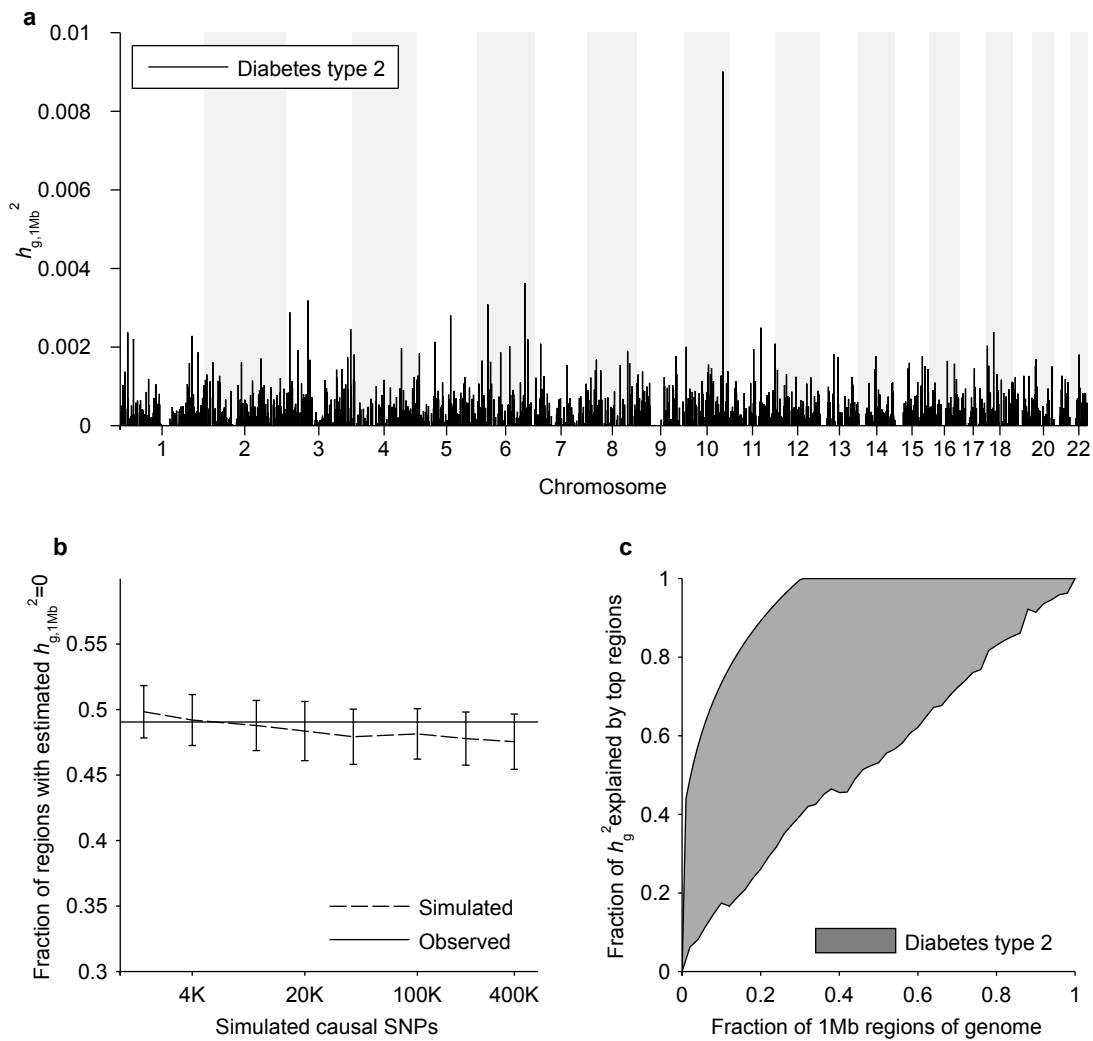 a
0.01
0.008
0.006
0.004
0.002
0
h g,1Mb 2
Diabetes type 2
1 2 3 4 5 6 7 8 9 10 11 12 13 14 15 16 17 18 20 22
Chromosome
b
Fraction of regions with estimated h g,1Mb 2=0
0.55
0.5
0.45
0.4
0.35
0.3
Simulated
Observed
4K 20K 100K 400K
Simulated causal SNPs
c
Fraction of h g 2 explained by top regions
1
0.8
0.6
0.4
0.2
0
Diabetes type 2
0 0.2 0.4 0.6 0.8 1
Fraction of 1Mb regions of genome